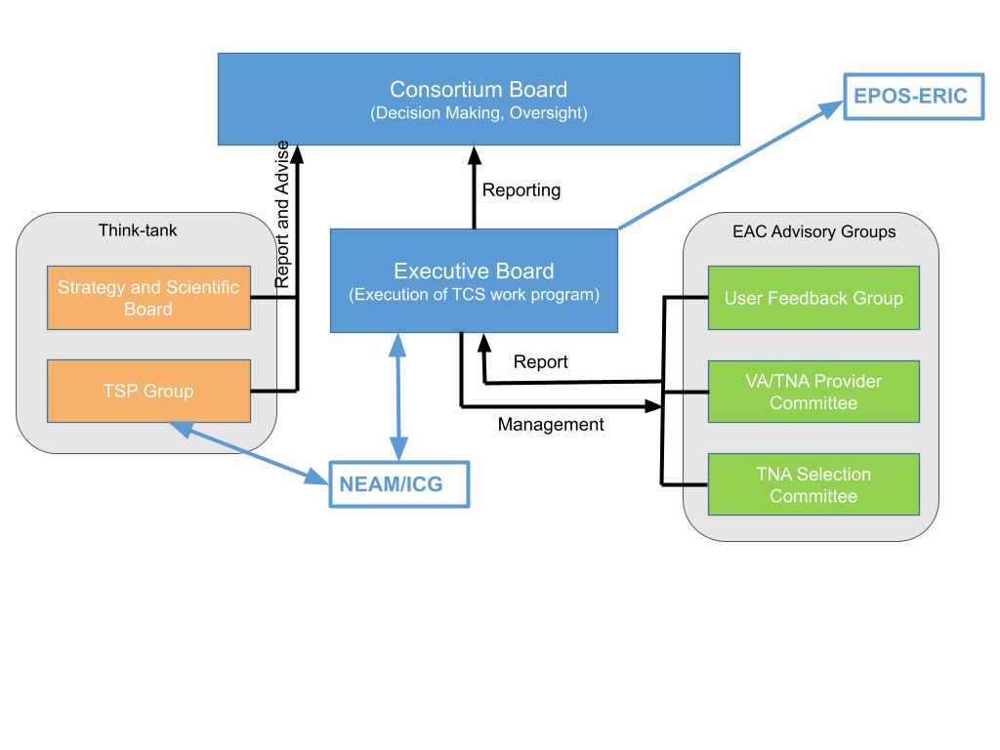 Consortium Board
(Decision Making, Oversight)
EPOS-ERIC
Report and Advise
Reporting
Think-tank
Strategy and Scientific
Board
TSP Group
Executive Board
(Execution of TCS work program)
EAC Advisory Groups
User Feedback Group
VA/TNA Provider
Committee
TNA Selection
Committee
Report
Management
NEAM/ICG